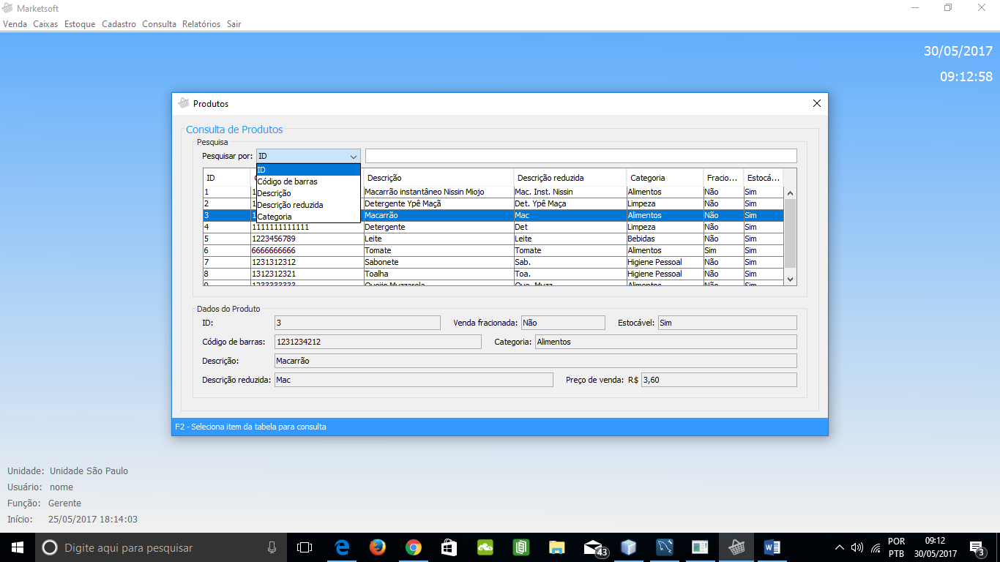 Marketsoft
Venda Caixas Estoque Cadastro Consulta Relatórios Sair
30/05/2017
09:12:58
Produtos
Consulta de Produtos
Pesquisa
Pesquisar por: ID
ID
Código de barras
Descrição
Descrição reduzida
Categoria
ID Descrição Descrição reduzida Categoria Fracio... Estocá...
1 Macarrão instantâneo Nissin Miojo Mac. Inst. Nissin Alimentos Não Sim
2 Detergente Ypê Maçã Det. Ypê Maça Limpeza Não Sim
3 Macarrão Mac Alimentos Não Sim
4 1111111111111 Detergente Det Limpeza Não Sim
5 1223456789 Leite Leite Bebidas Não Sim
6 6666666666 Tomate Tomate Alimentos Sim Sim
7 1231312312 Sabonete Sab. Higiene Pessoal Não Sim
8 1312312321 Toalha Toa. Higiene Pessoal Não Sim
9 1233333333 Queijo Muzzarela Que. Muzz Alimentos Não Sim
Dados do Produto
ID: 3 Venda fracionada: Não Estocável: Sim
Código de barras: 1231234212 Categoria: Alimentos
Descrição: Macarrão
Descrição reduzida: Mac Preço de venda: R$ 3,60
F2 - Seleciona item da tabela para consulta
Unidade: Unidade São Paulo
Usuário: nome
Função: Gerente
Início: 25/05/2017 18:14:03
Digite aqui para pesquisar
43
POR
PTB
09:12
30/05/2017
3